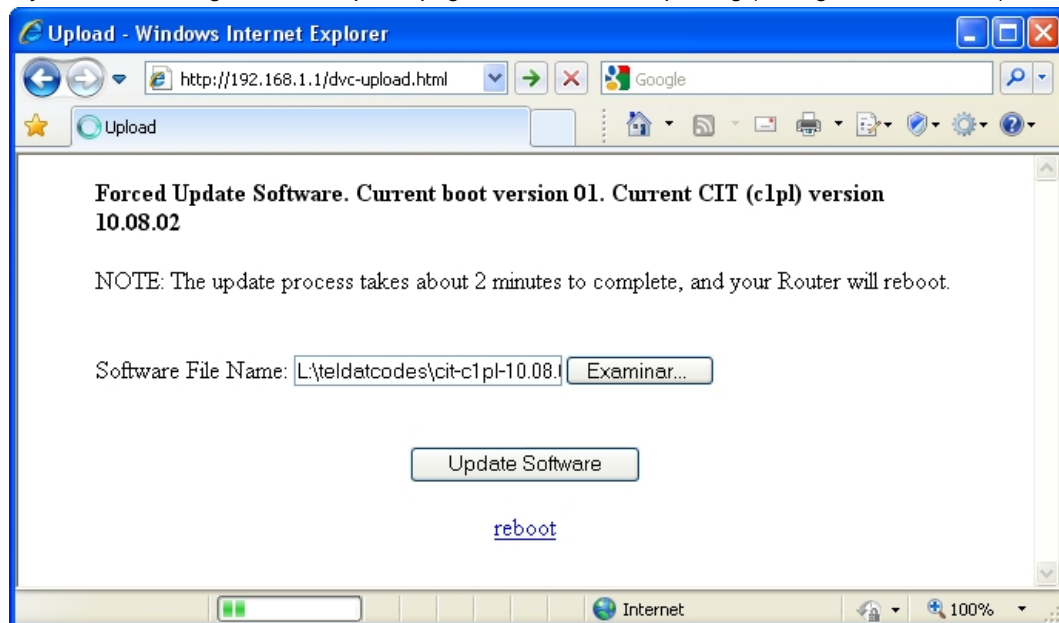 Upload - Windows Internet Explorer
http://192.168.1.1/dvc-upload.html
Google
Upload
Forced Update Software. Current boot version 01. Current CIT (c1pl) version
10.08.02
NOTE: The update process takes about 2 minutes to complete, and your Router will reboot.
Software File Name: L:\teldatcodes\cit-c1pl-10.08. Examinar...
Update Software
reboot
Internet 100%